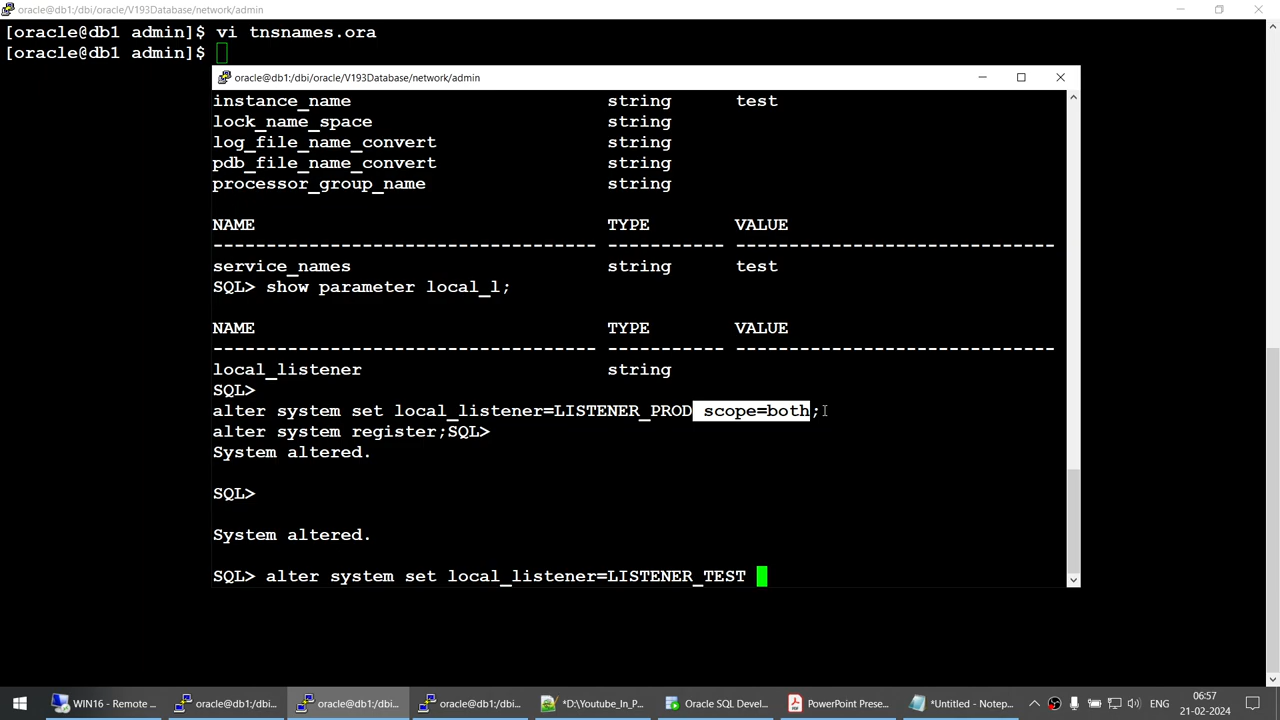 oracle@db1:/dbi/oracle/V193Database/network/admin
[oracle@db1 admin]$ vi tnsnames.ora
[oracle@db1 admin]$
oracle@db1:/dbi/oracle/V193Database/network/admin
instance_name string test
lock_name_space string
log_file_name_convert string
pdb_file_name_convert string
processor_group_name string
NAME TYPE VALUE
------------------------------------ ----------- ------------------------------
service_names string test
SQL> show parameter local_l;
NAME TYPE VALUE
------------------------------------ ----------- ------------------------------
local_listener string
SQL>
alter system set local_listener=LISTENER_PROD scope=both;
alter system register;SQL>
System altered.
SQL>
System altered.
SQL> alter system set local_listener=LISTENER_TEST
WIN16 - Remote ...
oracle@db1:/dbi...
oracle@db1:/dbi...
oracle@db1:/dbi...
*D:\Youtube_In_P...
Oracle SQL Devel...
PowerPoint Prese...
*Untitled - Notep...
ENG
06:57
21-02-2024